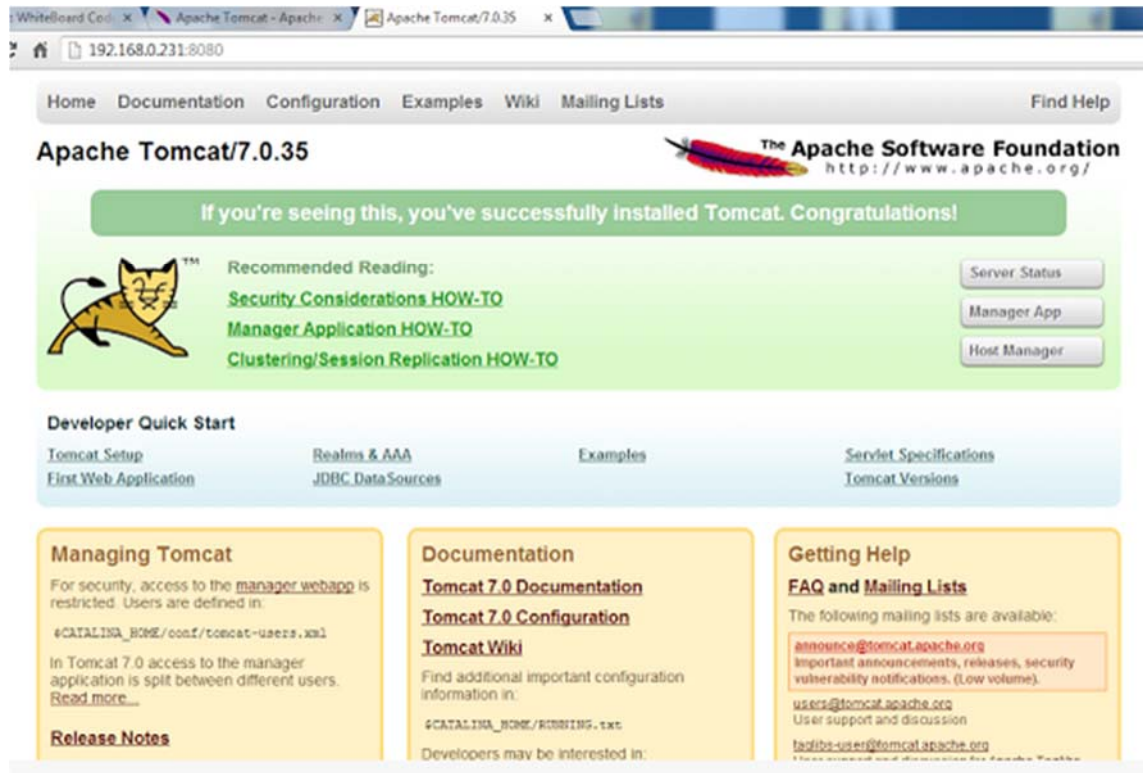 WhiteBoard Cod
Apache Tomcat - Apache
Apache Tomcat/7.0.35
192.168.0.231:8080
Home Documentation Configuration Examples Wiki Mailing Lists Find Help
Apache Tomcat/7.0.35
The Apache Software Foundation
http://www.apache.org/
If you're seeing this, you've successfully installed Tomcat. Congratulations!
TM
Recommended Reading:
Security Considerations HOW-TO
Manager Application HOW-TO
Clustering/Session Replication HOW-TO
Server Status
Manager App
Host Manager
Developer Quick Start
Tomcat Setup
First Web Application
Realms & AAA
JDBC DataSources
Examples
Servlet Specifications
Tomcat Versions
Managing Tomcat
For security, access to the manager webapp is
restricted. Users are defined in:
$CATALINA_HOME/conf/tomcat-users.xml
In Tomcat 7.0 access to the manager
application is split between different users.
Read more...
Release Notes
Documentation
Tomcat 7.0 Documentation
Tomcat 7.0 Configuration
Tomcat Wiki
Find additional important configuration
information in:
$CATALINA_HOME/RUNNING.txt
Developers may be interested in:
Getting Help
FAQ and Mailing Lists
The following mailing lists are available:
announce@tomcat.apache.org
Important announcements, releases, security
vulnerability notifications. (Low volume).
users@tomcat.apache.org
User support and discussion
taglibs-user@tomcat.apache.org
User support and discussion for Apache Taglibs